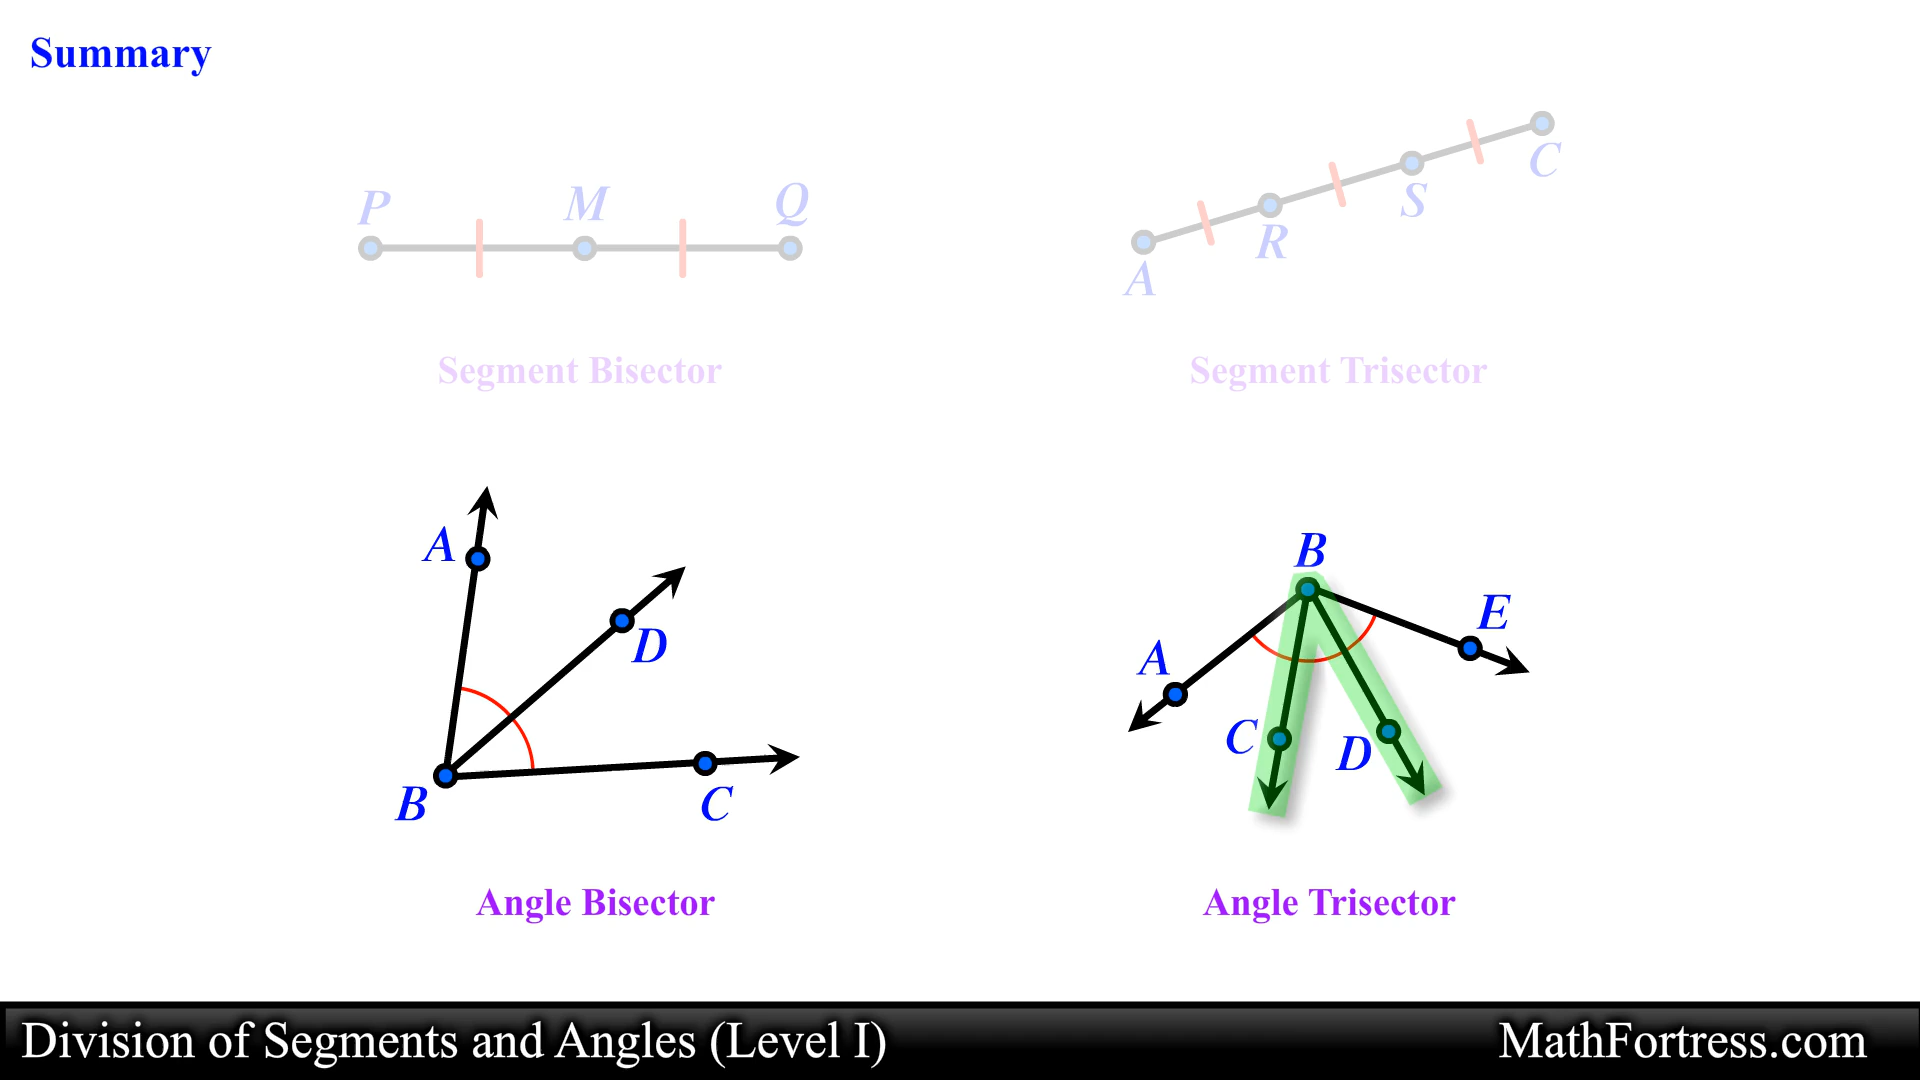 Summary
P M Q
A R S C
Segment Bisector
Segment Trisector
A
D
B
C
B
E
A
C
D
Angle Bisector
Angle Trisector
Division of Segments and Angles (Level I)
MathFortress.com